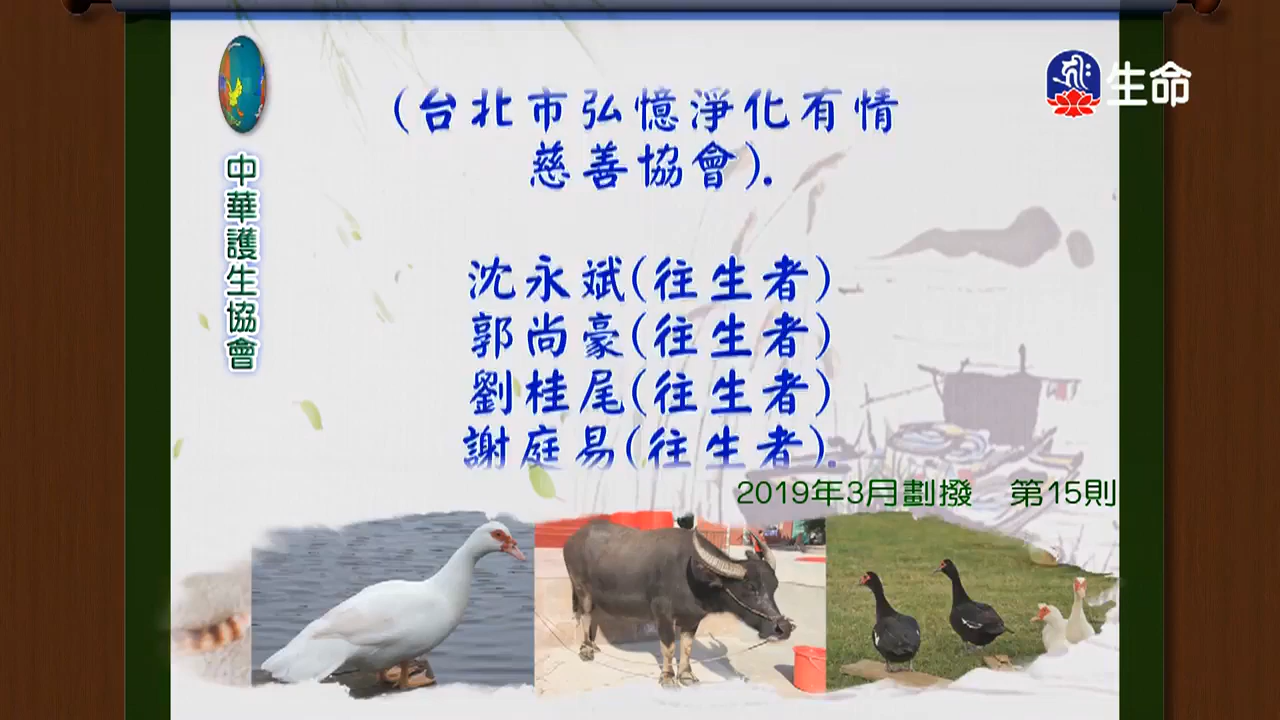 中華護生協會
生命
(台北市弘憶淨化有情
慈善協會).
沈永斌(往生者)
郭尚豪(往生者)
劉桂尾(往生者)
謝庭易(往生者).
2019年3月劃撥 第15則